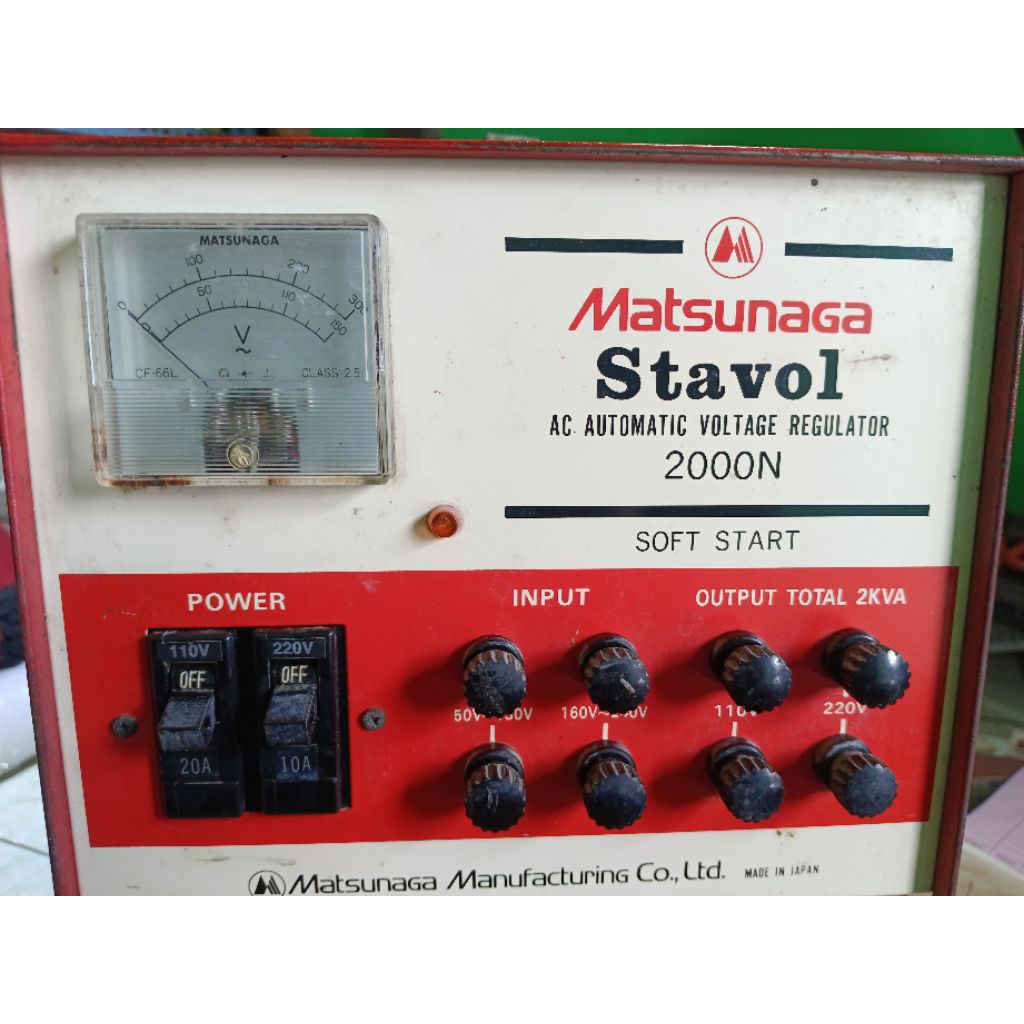 MATSUNAGA
100 200
0 300
50 110
0 150
V
CF-66L CLASS 2.5
Matsunaga
Stavol
AC. AUTOMATIC VOLTAGE REGULATOR
2000N
SOFT START
POWER
INPUT
OUTPUT TOTAL 2KVA
110V 220V
OFF OFF
20A 10A
110V 220V
Matsunaga Manufacturing Co., Ltd. MADE IN JAPAN